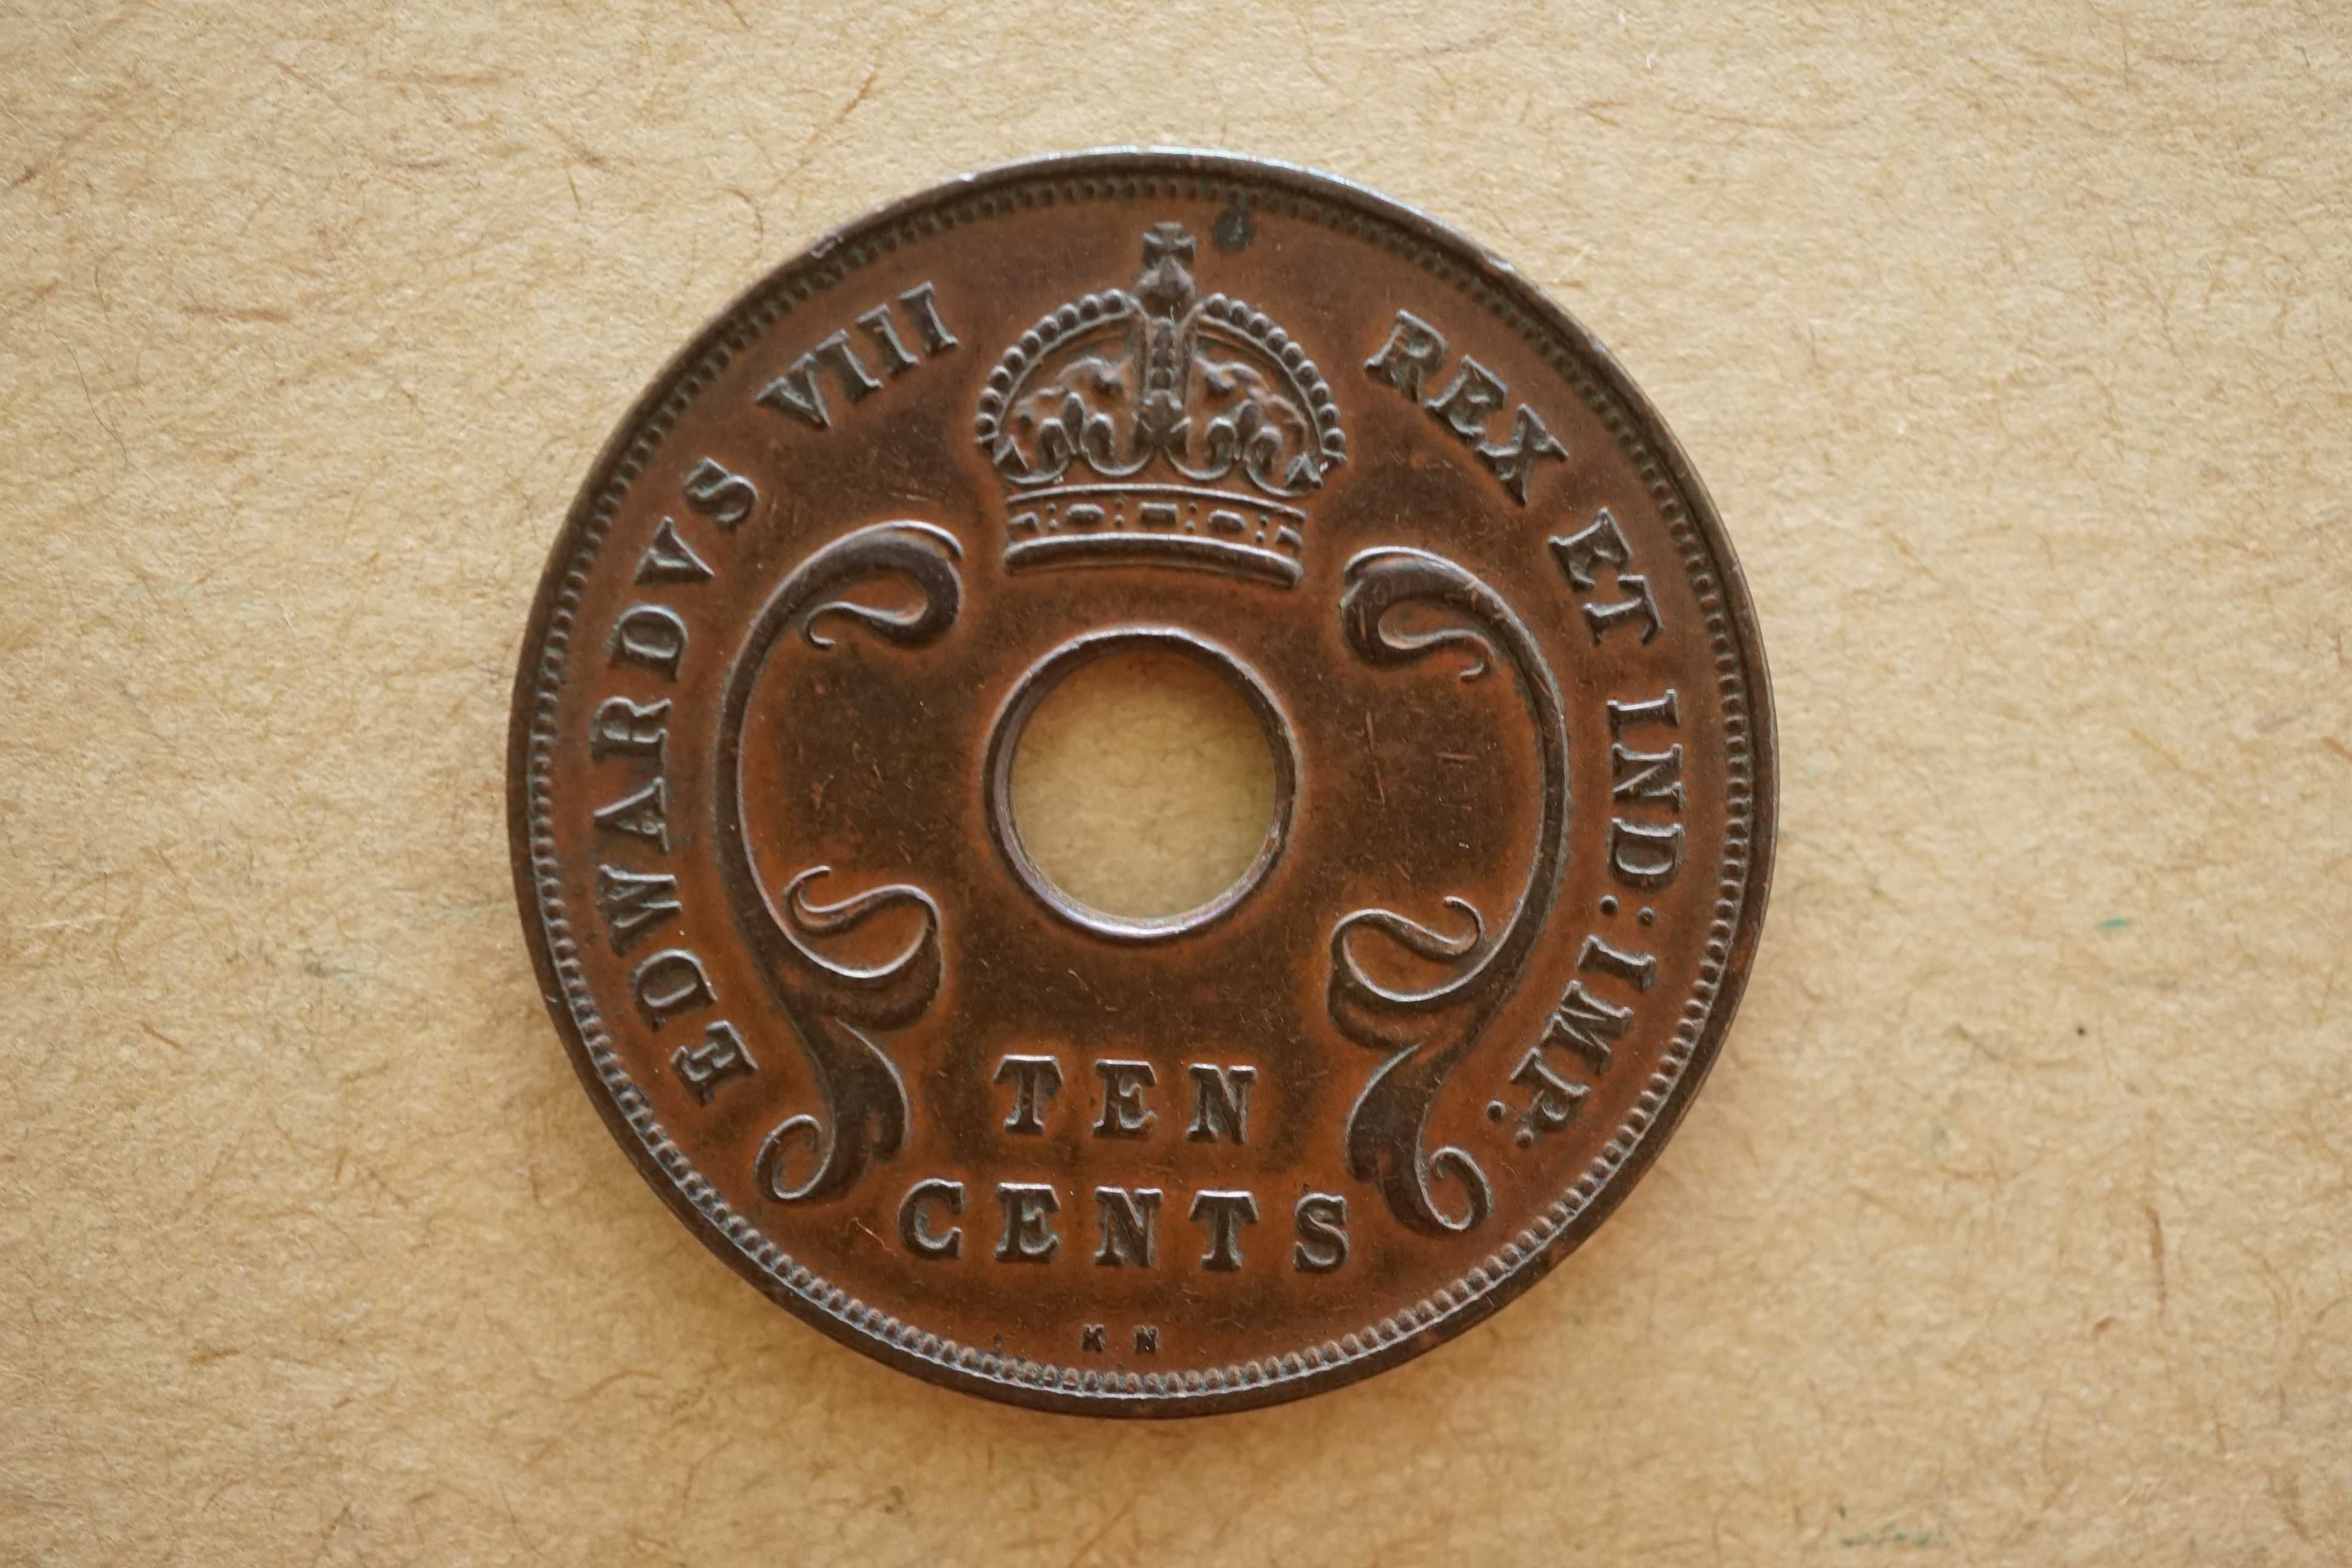 EDWARDVS VIII REX ET IND: IMP:
TEN
CENTS
KN